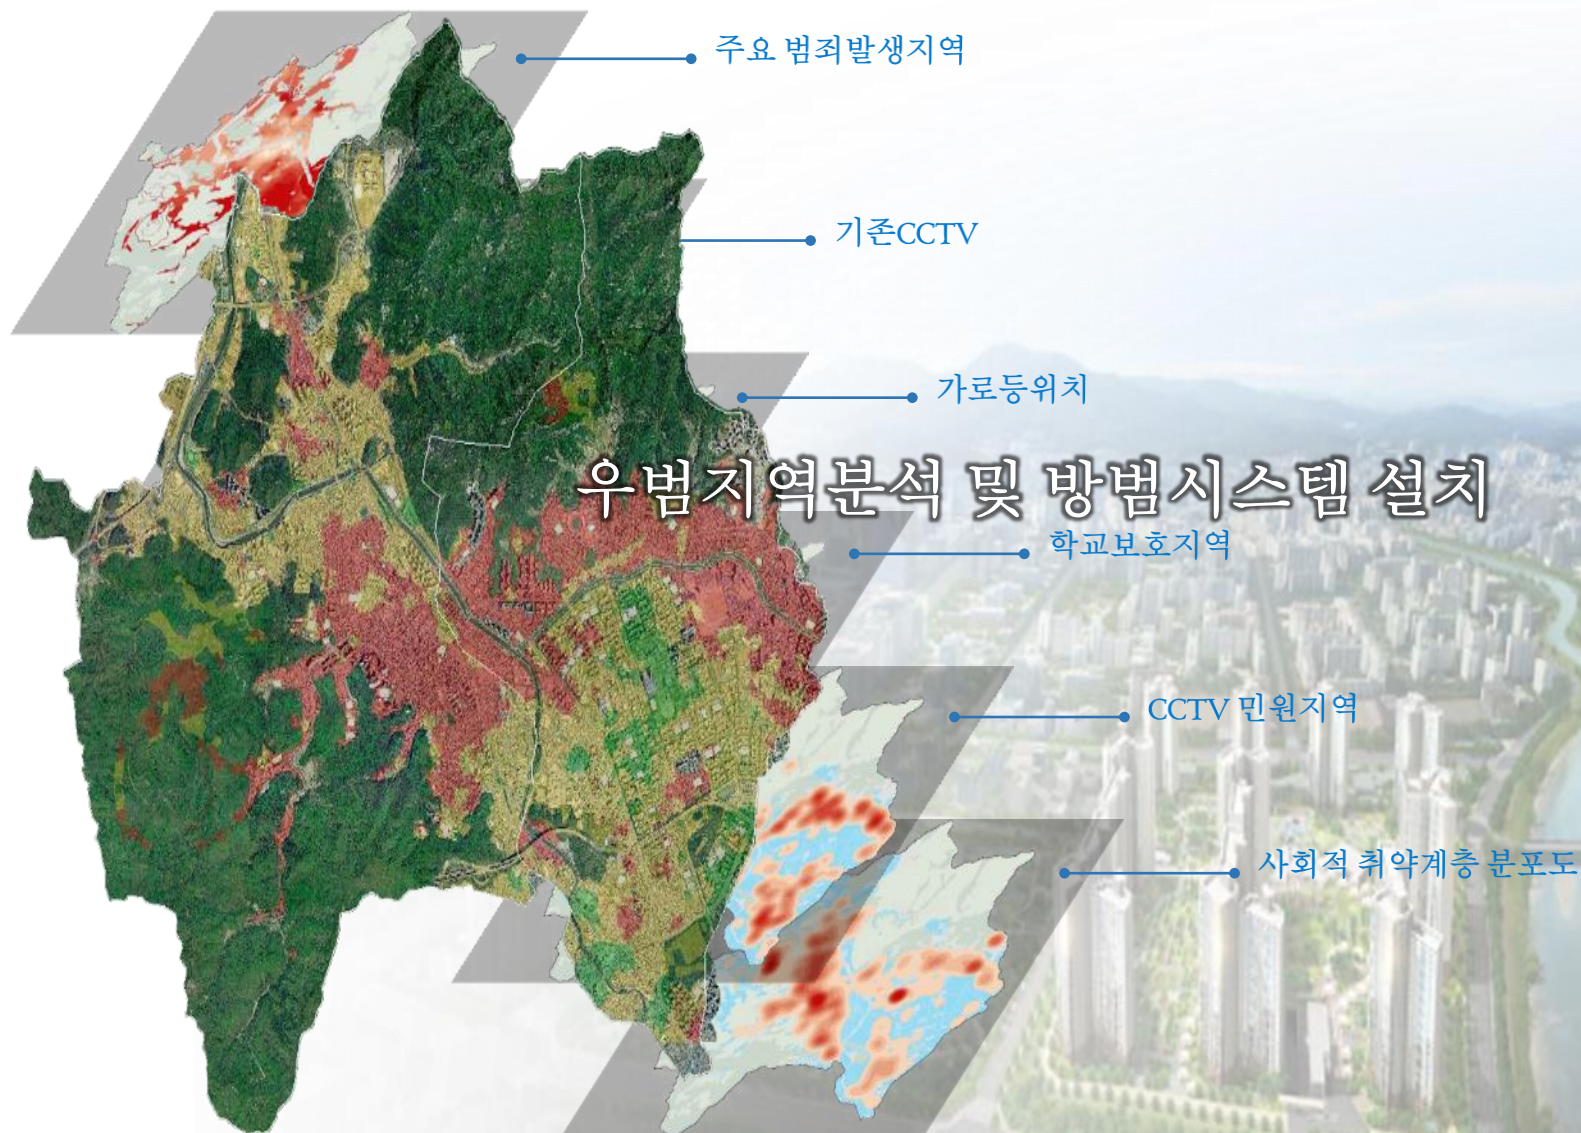 주요 범죄발생지역
기존CCTV
가로등위치
우범지역분석 및 방범시스템 설치
학교보호지역
CCTV 민원지역
사회적 취약계층 분포도